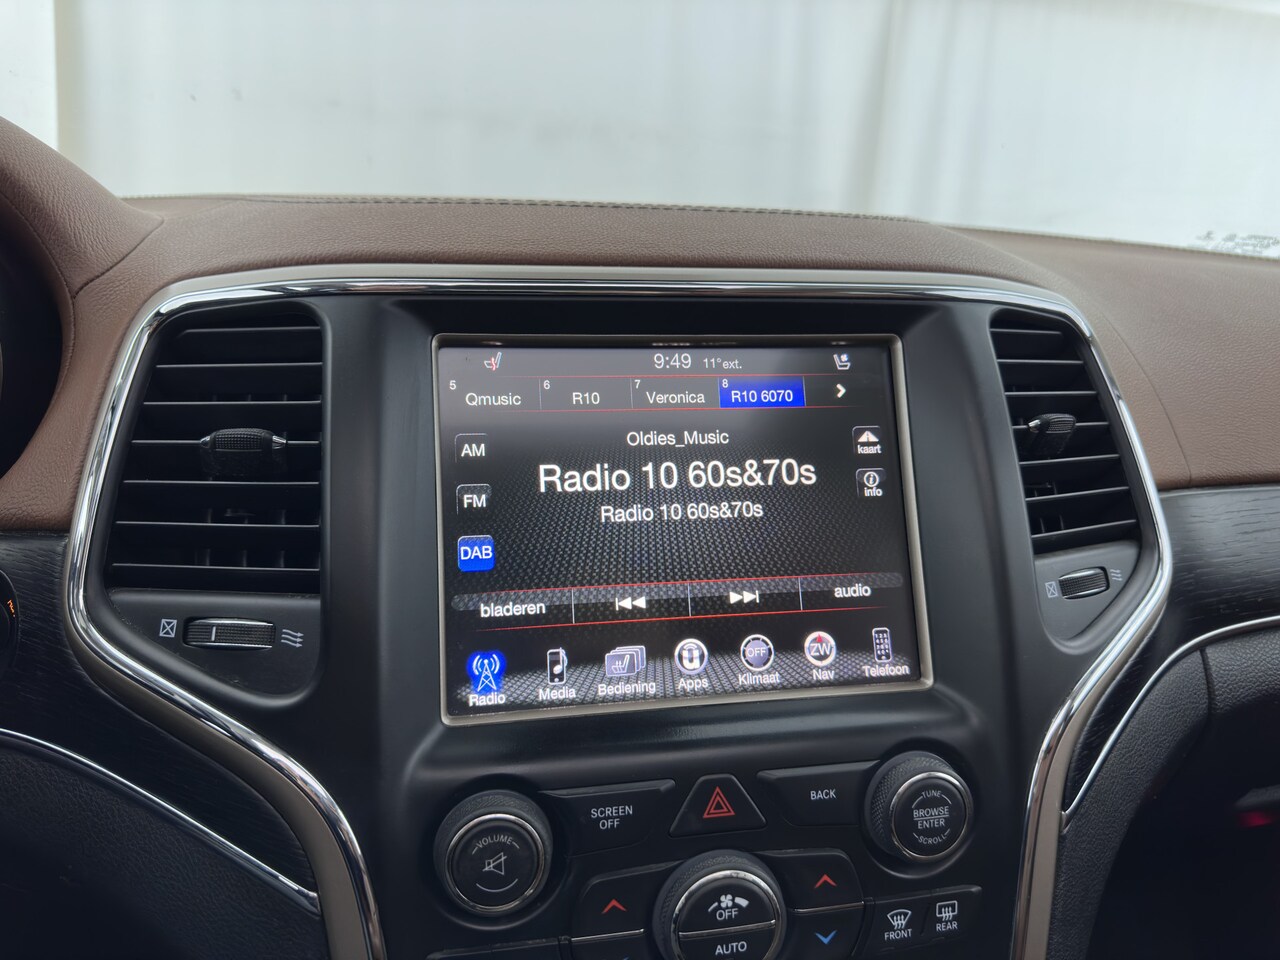 9:49 11°ext.
5 Qmusic 6 R10 7 Veronica 8 R10 6070
Oldies_Music
AM
kaart
Radio 10 60s&70s
FM
info
Radio 10 60s&70s
DAB
bladeren audio
Radio Media Bediening Apps OFF Klimaat ZW Nav Telefoon
SCREEN OFF
BACK
TUNE
BROWSE
ENTER
SCROLL
VOLUME
OFF
AUTO
FRONT
REAR